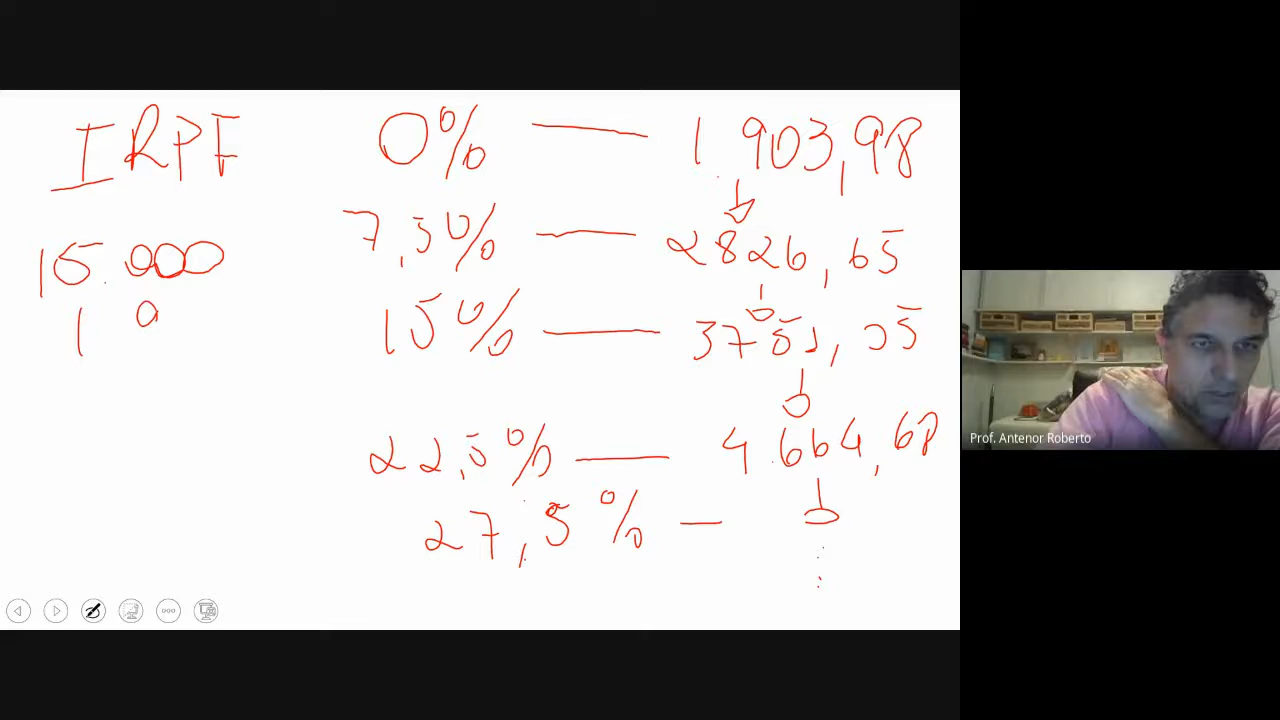 IRPF
0% — 1.903,98
7,5% — 2826,65
15.000
15% — 3751,05
22,5% — 4.664,68
27,5% —
Prof. Antenor Roberto